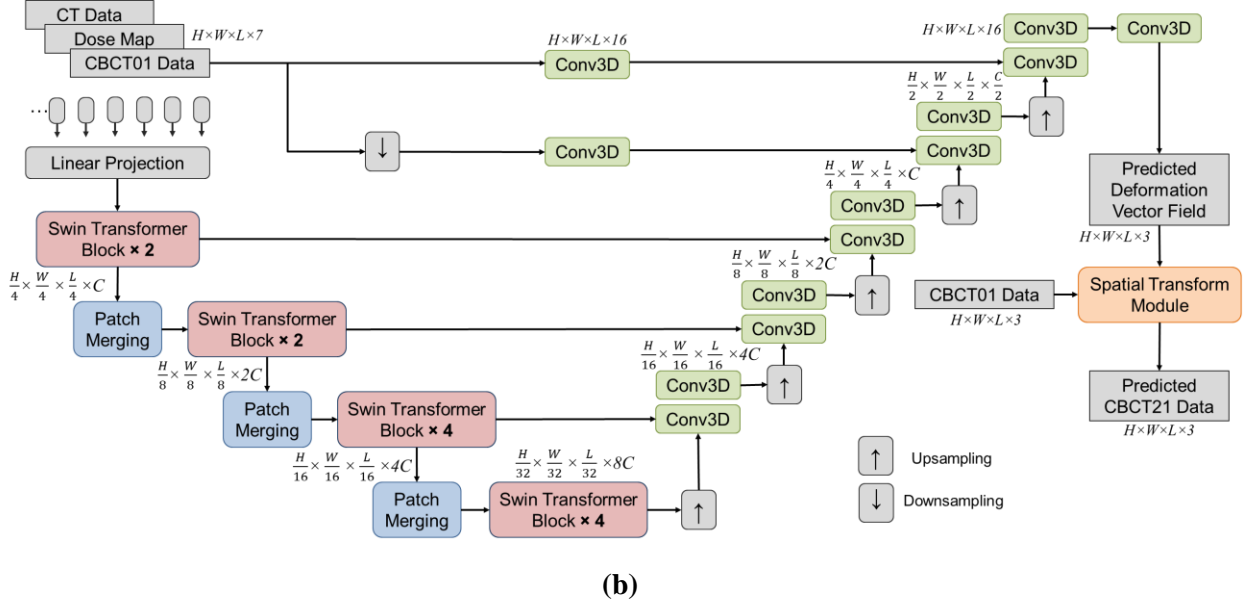 CT Data
Dose Map
CBCT01 Data
H×W×L×7
...
Linear Projection
Swin Transformer
Block × 2
H/4 × W/4 × L/4 ×C
Patch
Merging
Swin Transformer
Block × 2
H/8 × W/8 × L/8 ×2C
Patch
Merging
Swin Transformer
Block × 4
H/16 × W/16 × L/16 ×4C
Patch
Merging
H/32 × W/32 × L/32 ×8C
Swin Transformer
Block × 4
↑
H×W×L×16
Conv3D
↓
Conv3D
H/16 × W/16 × L/16 ×4C
Conv3D
↑
Conv3D
H/8 × W/8 × L/8 ×2C
Conv3D
↑
Conv3D
H/4 × W/4 × L/4 ×C
Conv3D
↑
Conv3D
H/2 × W/2 × L/2 × C/2
Conv3D
↑
Conv3D
H×W×L×16
Conv3D
Conv3D
Conv3D
Predicted
Deformation
Vector Field
H×W×L×3
CBCT01 Data
H×W×L×3
Spatial Transform
Module
Predicted
CBCT21 Data
H×W×L×3
↑
Upsampling
↓
Downsampling
(b)